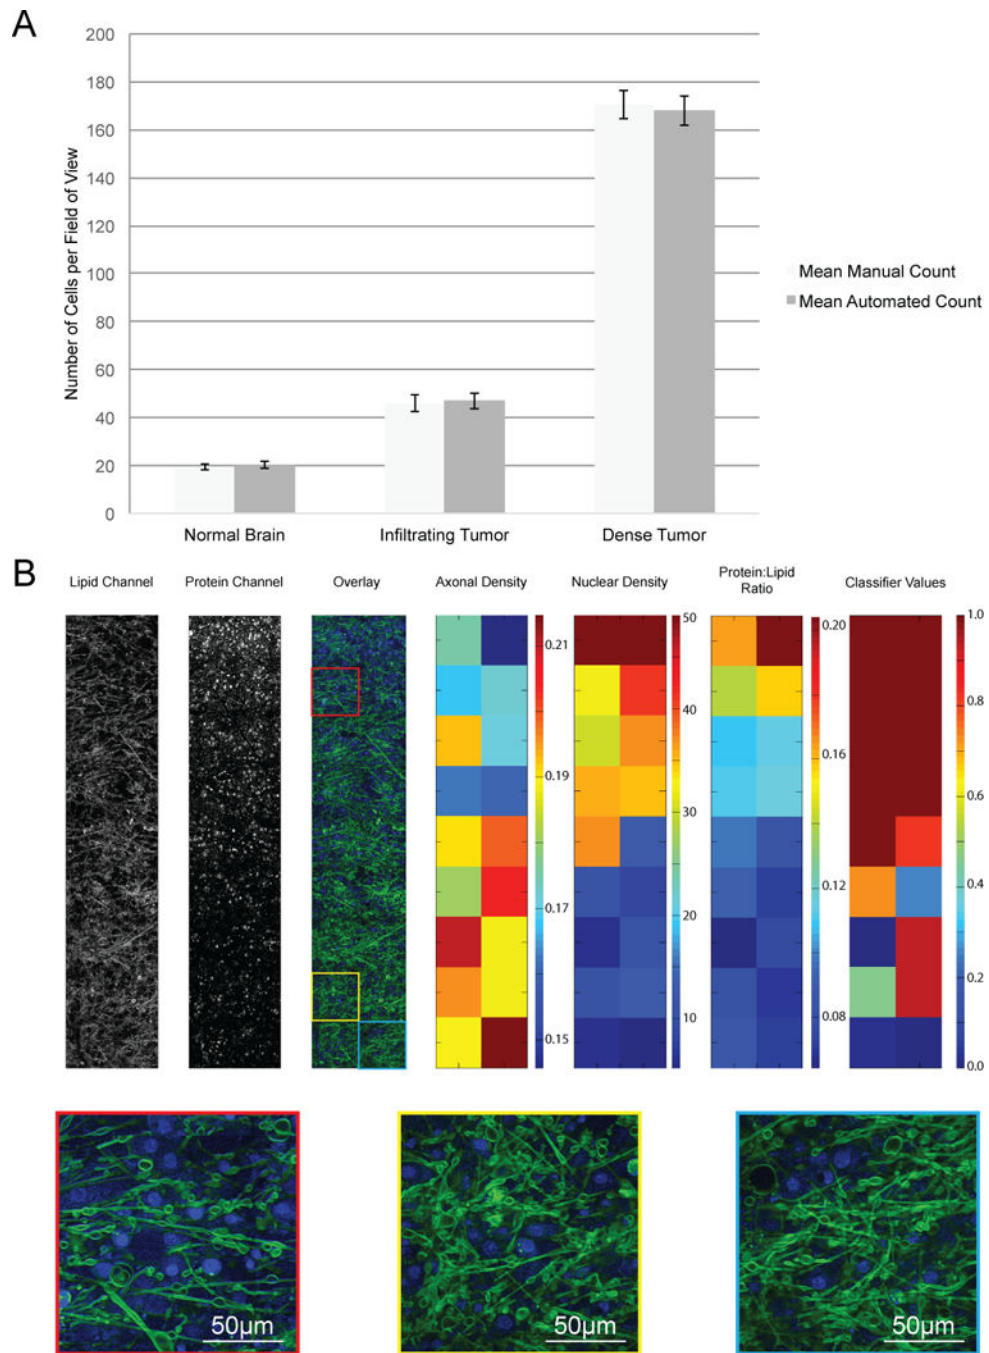 A
200
180
160
140
120
100
80
60
40
20
0
Number of Cells per Field of View
Normal Brain
Infiltrating Tumor
Dense Tumor
Mean Manual Count
Mean Automated Count
B
Lipid Channel
Protein Channel
Overlay
Axonal Density
Nuclear Density
Protein:Lipid
Ratio
Classifier Values
0.21
0.19
0.17
0.15
50
40
30
20
10
0.20
0.16
0.12
0.08
1.0
0.8
0.6
0.4
0.2
0.0
50µm
50µm
50µm